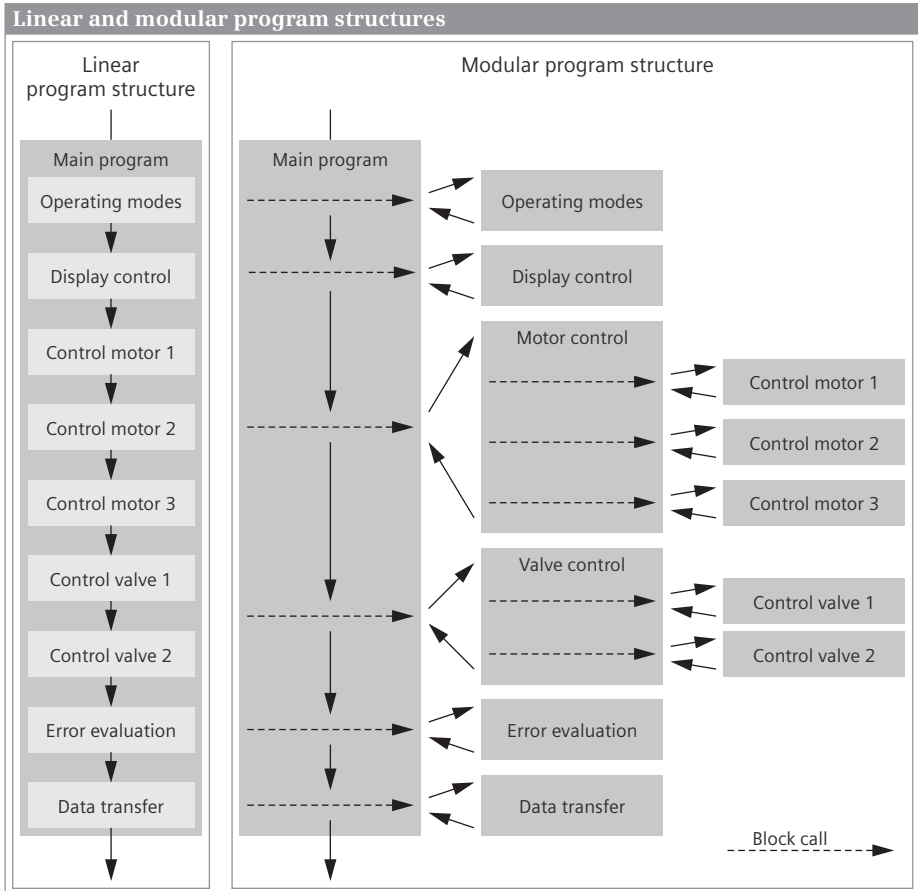 Linear and modular program structures
Linear
program structure
Main program
Operating modes
Display control
Control motor 1
Control motor 2
Control motor 3
Control valve 1
Control valve 2
Error evaluation
Data transfer
Modular program structure
Main program
Operating modes
Display control
Motor control
Control motor 1
Control motor 2
Control motor 3
Valve control
Control valve 1
Control valve 2
Error evaluation
Data transfer
Block call